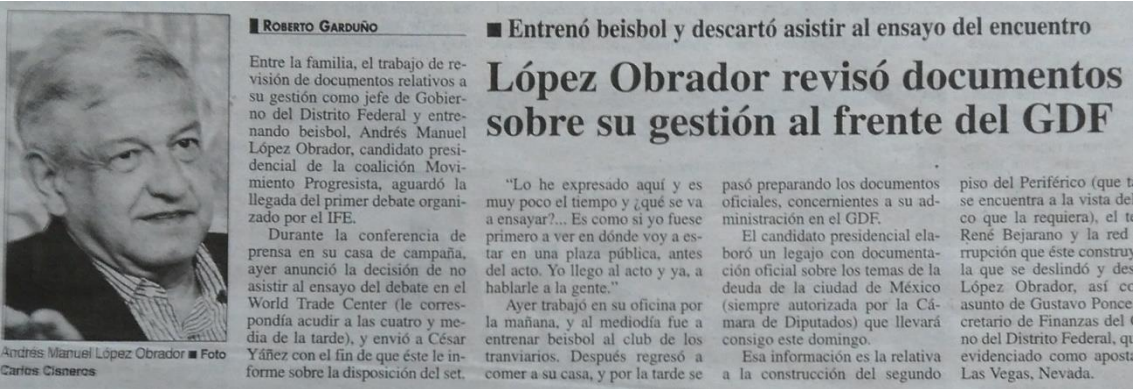 ■ Entrenó beisbol y descartó asistir al ensayo del encuentro
López Obrador revisó documentos
sobre su gestión al frente del GDF
ROBERTO GARDUÑO
Entre la familia, el trabajo de re-
visión de documentos relativos a
su gestión como jefe de Gobier-
no del Distrito Federal y entre-
nando beisbol, Andrés Manuel
López Obrador, candidato presi-
dencial de la coalición Movi-
miento Progresista, aguardó la
llegada del primer debate organi-
zado por el IFE.
Durante la conferencia de
prensa en su casa de campaña,
ayer anunció la decisión de no
asistir al ensayo del debate en el
World Trade Center (le corres-
pondía acudir a las cuatro y me-
dia de la tarde), y envió a César
Yáñez con el fin de que éste le in-
forme sobre la disposición del set.
"Lo he expresado aquí y es
muy poco el tiempo y ¿qué se va
a ensayar?... Es como si yo fuese
primero a ver en dónde voy a es-
tar en una plaza pública, antes
del acto. Yo llego al acto y ya, a
hablarle a la gente."
Ayer trabajó en su oficina por
la mañana, y al mediodía fue a
entrenar beisbol al club de los
tranviarios. Después regresó a
comer a su casa, y por la tarde se
pasó preparando los documentos
oficiales, concernientes a su ad-
ministración en el GDF.
El candidato presidencial ela-
boró un legajo con documenta-
ción oficial sobre los temas de la
deuda de la ciudad de México
(siempre autorizada por la Cá-
mara de Diputados) que llevará
consigo este domingo.
Esa información es la relativa
a la construcción del segundo
piso del Periférico (que
se encuentra a la vista del
co que la requiera), el
René Bejarano y la red
rrupción que éste construy
la que se deslindó y des
López Obrador, así co
asunto de Gustavo Ponce
cretario de Finanzas del
no del Distrito Federal, qu
evidenciado como aposta
Las Vegas, Nevada.
Andrés Manuel López Obrador ■ Foto
Carlos Cisneros